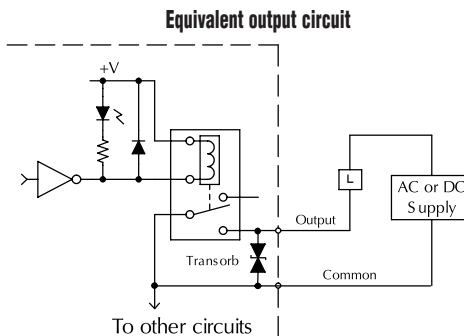 Equivalent output circuit
+V
L
AC or DC
Supply
Output
Transorb
Common
To other circuits